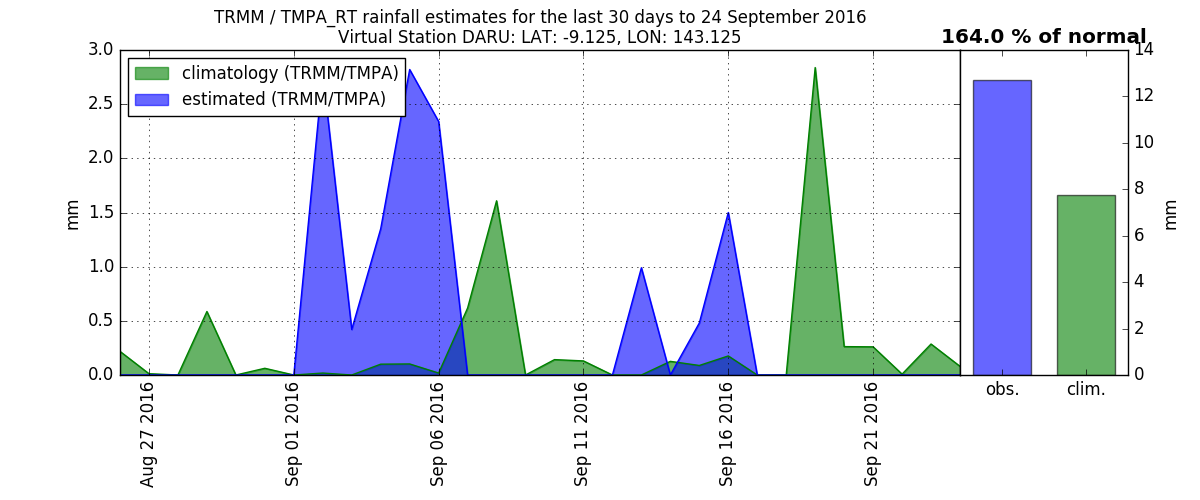 TRMM / TMPA_RT rainfall estimates for the last 30 days to 24 September 2016
Virtual Station DARU: LAT: -9.125, LON: 143.125
164.0 % of normal
climatology (TRMM/TMPA)
estimated (TRMM/TMPA)
3.0
2.5
2.0
1.5
1.0
0.5
0.0
mm
Aug 27 2016
Sep 01 2016
Sep 06 2016
Sep 11 2016
Sep 16 2016
Sep 21 2016
14
12
10
8
6
4
2
0
mm
obs.
clim.